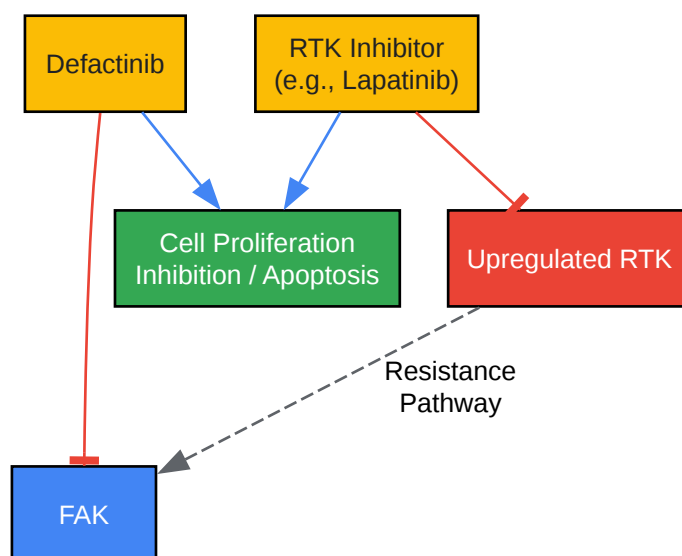 Defactinib
RTK Inhibitor
(e.g., Lapatinib)
Cell Proliferation
Inhibition / Apoptosis
Upregulated RTK
Resistance
Pathway
FAK